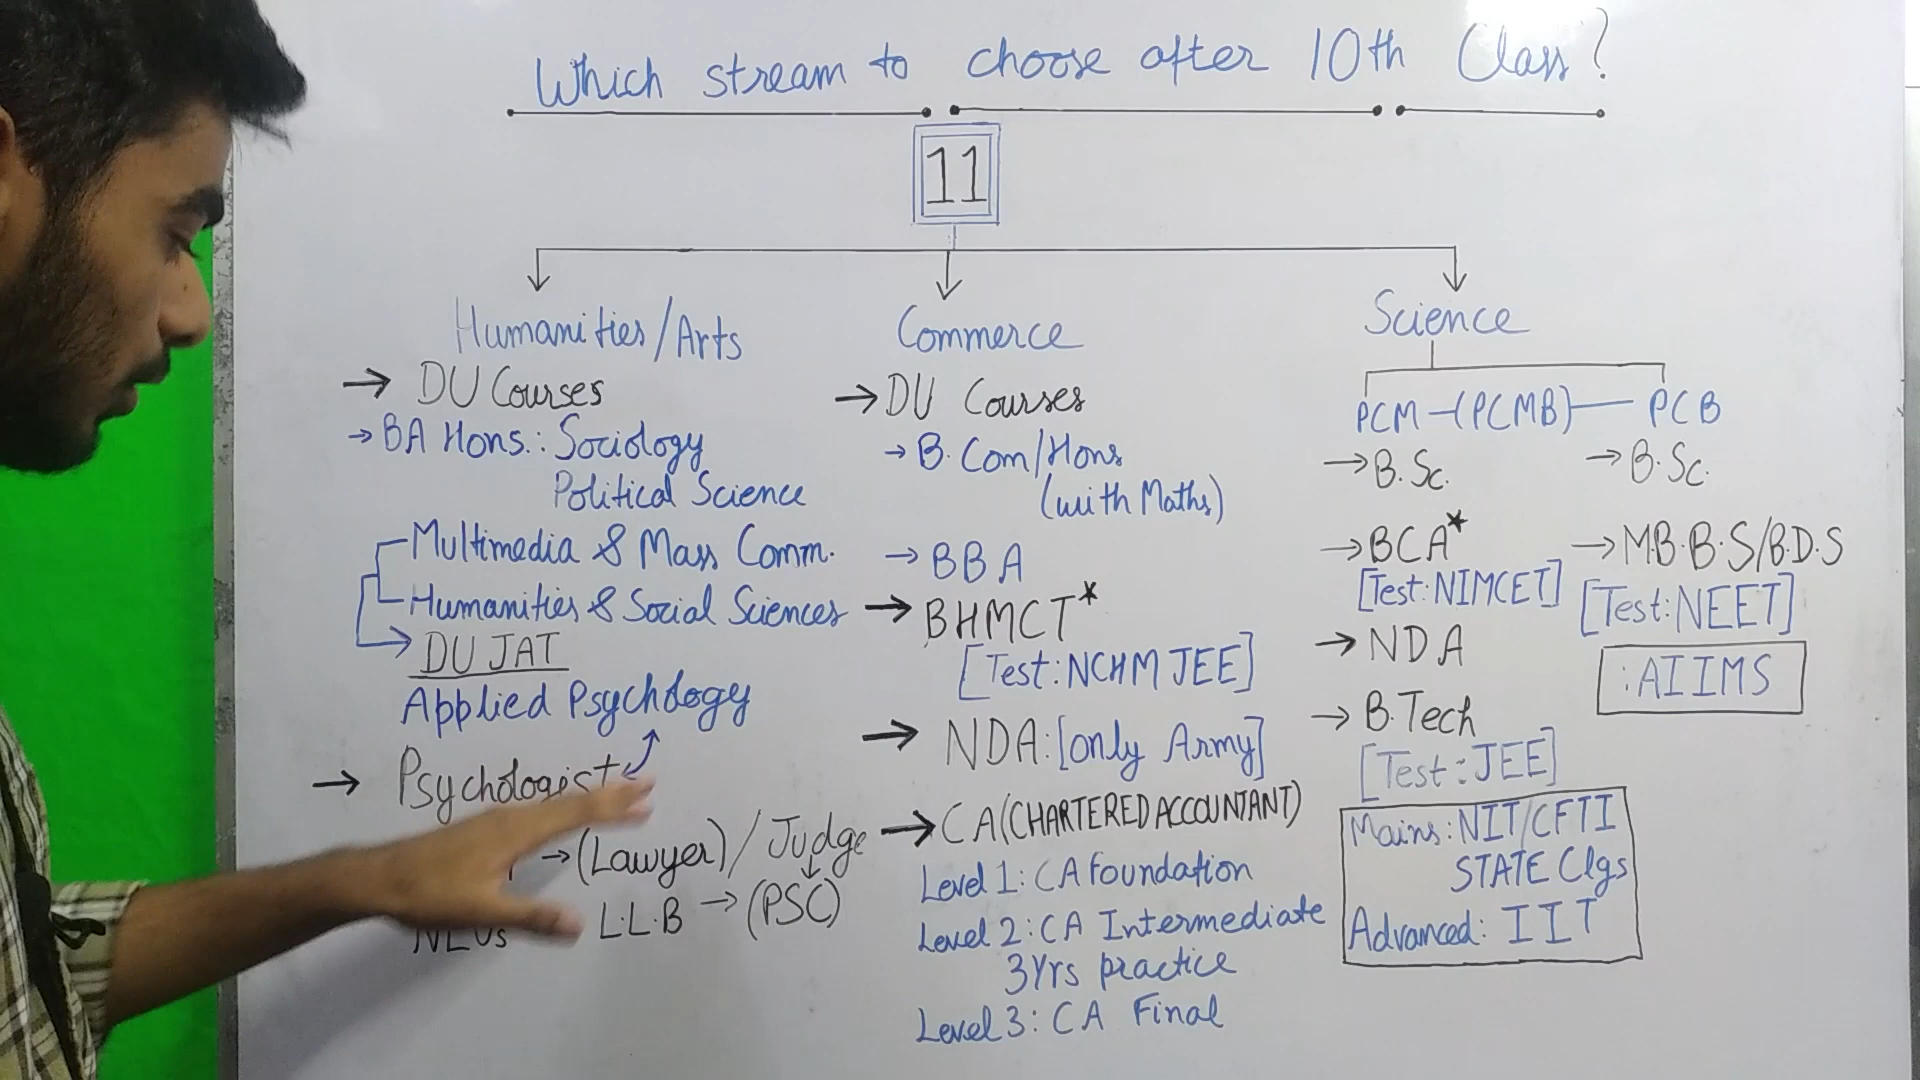 Which stream to choose after 10th Class?
11
Humanities/Arts
→ DU Courses
→ BA Hons.: Sociology
Political Science
Multimedia & Mass Comm.
Humanities & Social Sciences
DU JAT
Applied Psychology
→ Psychologist
→ (Lawyer) / Judge
NLUs
L.L.B → (PSC)
Commerce
→ DU Courses
→ B.Com/Hons
(with Maths)
→ BBA
→ BHMCT*
[Test: NCHM JEE]
→ NDA: [only Army]
→ CA (CHARTERED ACCOUNTANT)
Level 1: CA Foundation
Level 2: CA Intermediate
3Yrs practice
Level 3: CA Final
Science
PCM - (PCMB) - PCB
→ B.Sc.
→ BCA*
[Test: NIMCET]
→ NDA
→ B.Tech
[Test: JEE]
Mains: NIT/CFTI
STATE Clgs
Advanced: IIT
→ B.Sc.
→ M.B.B.S/B.D.S
[Test: NEET]
: AIIMS